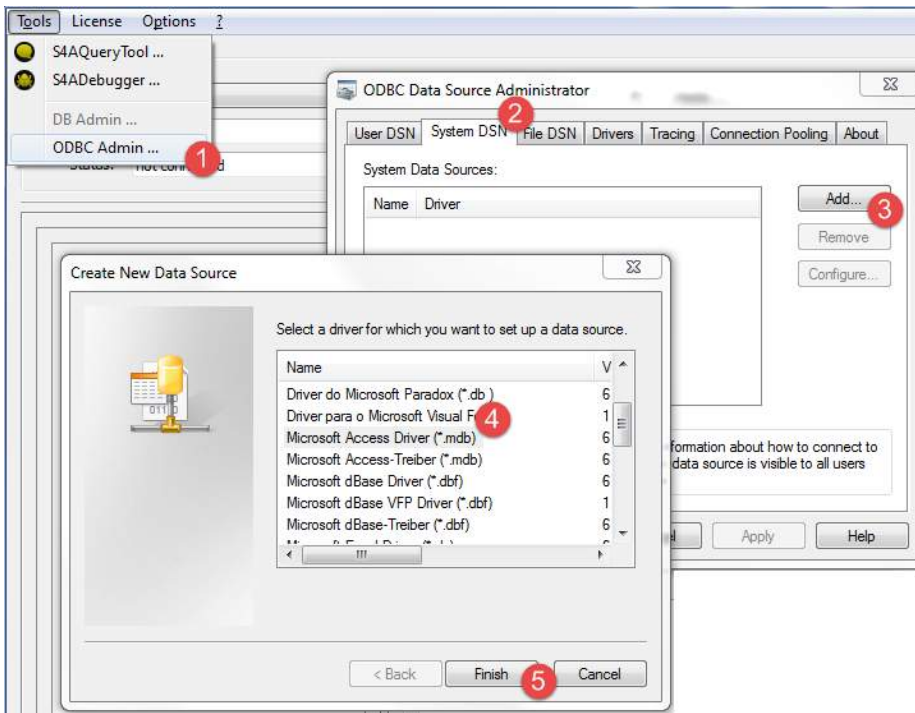 Tools License Options ?
S4AQueryTool ...
S4ADebugger ...
DB Admin ...
ODBC Admin ...
1
Status: not
ODBC Data Source Administrator
2
User DSN System DSN File DSN Drivers Tracing Connection Pooling About
System Data Sources:
Name Driver
Add...
3
Remove
Configure...
formation about how to connect to
data source is visible to all users
Apply Help
Create New Data Source
Select a driver for which you want to set up a data source.
Name V
Driver do Microsoft Paradox (*.db ) 6
Driver para o Microsoft Visual 1
4
Microsoft Access Driver (*.mdb) 6
Microsoft Access-Treiber (*.mdb) 6
Microsoft dBase Driver (*.dbf) 6
Microsoft dBase VFP Driver (*.dbf) 1
Microsoft dBase-Treiber (*.dbf) 6
< Back Finish Cancel
5